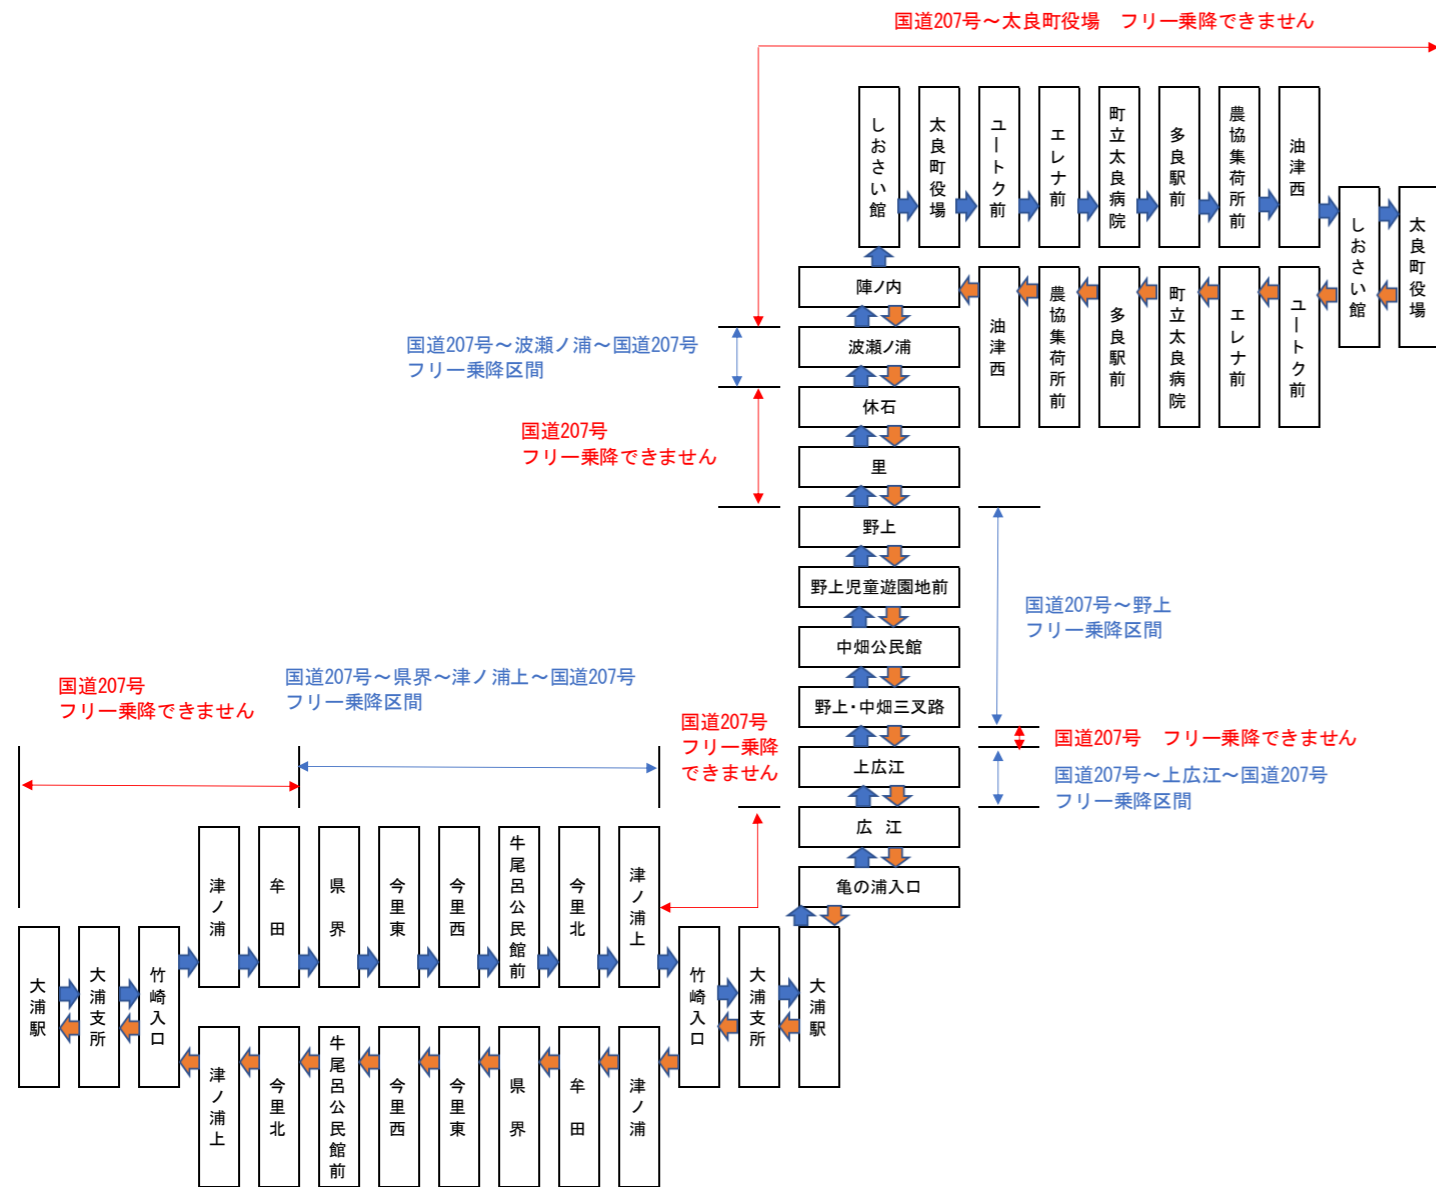 国道207号～太良町役場　フリー乗降できません
しおさい館
太良町役場
ユートク前
エレナ前
町立太良病院
多良駅前
農協集荷所前
油津西
しおさい館
太良町役場
陣ノ内
油津西
農協集荷所前
多良駅前
町立太良病院
エレナ前
ユートク前
国道207号～波瀬ノ浦～国道207号
フリー乗降区間
波瀬ノ浦
国道207号
フリー乗降できません
休石
里
野上
野上児童遊園地前
国道207号～野上
フリー乗降区間
中畑公民館
野上・中畑三叉路
国道207号
フリー乗降できません
国道207号～県界～津ノ浦上～国道207号
フリー乗降区間
国道207号
フリー乗降
できません
国道207号　フリー乗降できません
上広江
国道207号～上広江～国道207号
フリー乗降区間
広 江
亀の浦入口
大浦駅
大浦支所
竹崎入口
津ノ浦
牟 田
県 界
今里東
今里西
牛尾呂公民館前
今里北
津ノ浦上
竹崎入口
大浦支所
大浦駅
津ノ浦上
今里北
牛尾呂公民館前
今里西
今里東
県 界
牟 田
津ノ浦